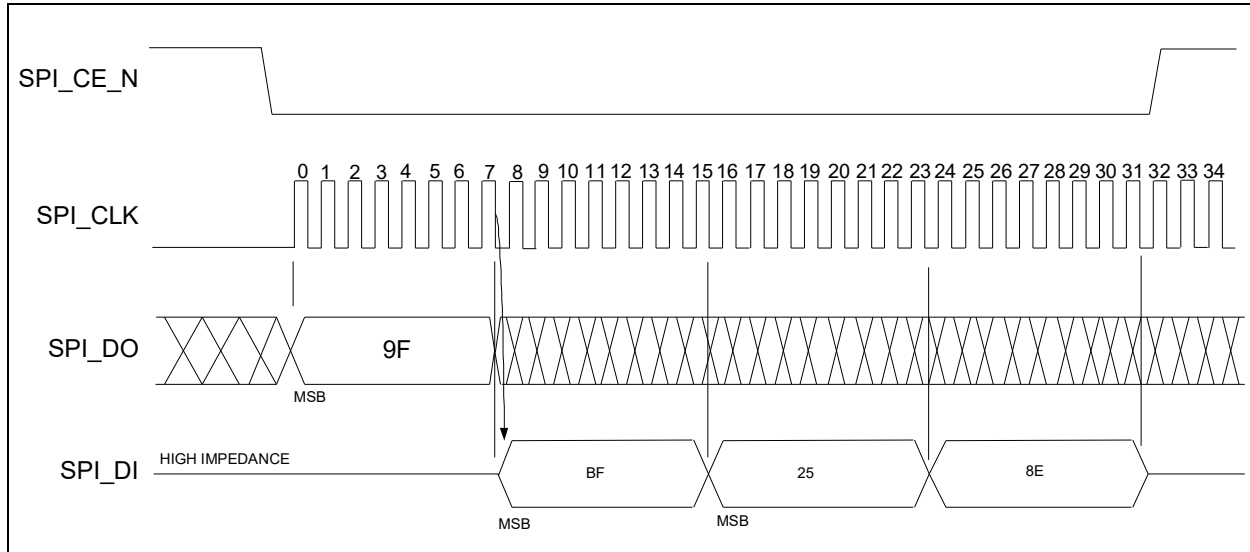 SPI_CE_N
0 1 2 3 4 5 6 7 8 9 10 11 12 13 14 15 16 17 18 19 20 21 22 23 24 25 26 27 28 29 30 31 32 33 34
SPI_CLK
SPI_DO
9F
MSB
HIGH IMPEDANCE
SPI_DI
BF
25
8E
MSB
MSB